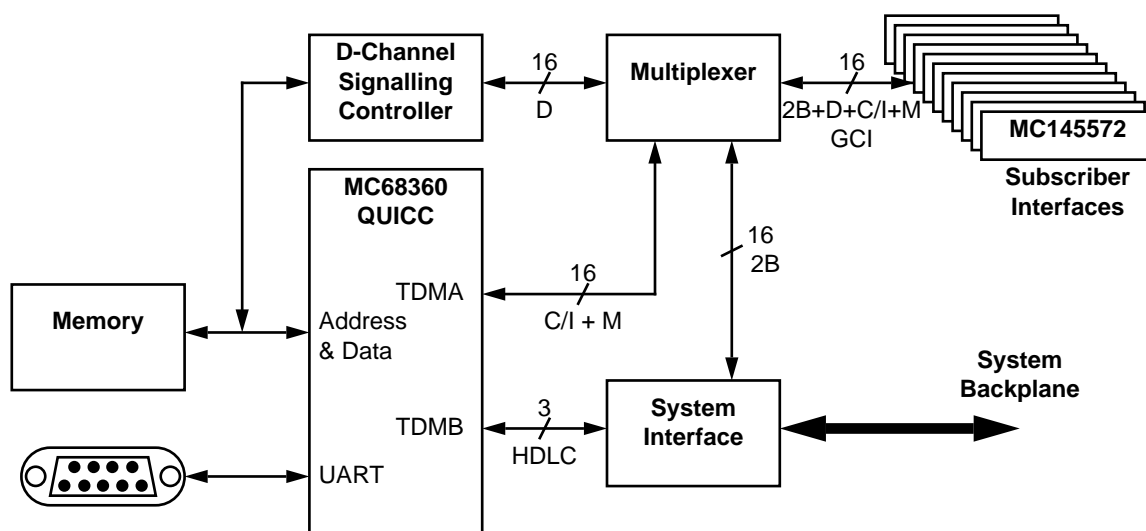 D-Channel
Signalling
Controller
16
D
Multiplexer
16
2B+D+C/I+M
GCI
MC145572
Subscriber
Interfaces
MC68360
QUICC
TDMA
16
C/I + M
16
2B
Memory
Address
& Data
TDMB
3
HDLC
System
Interface
System
Backplane
UART